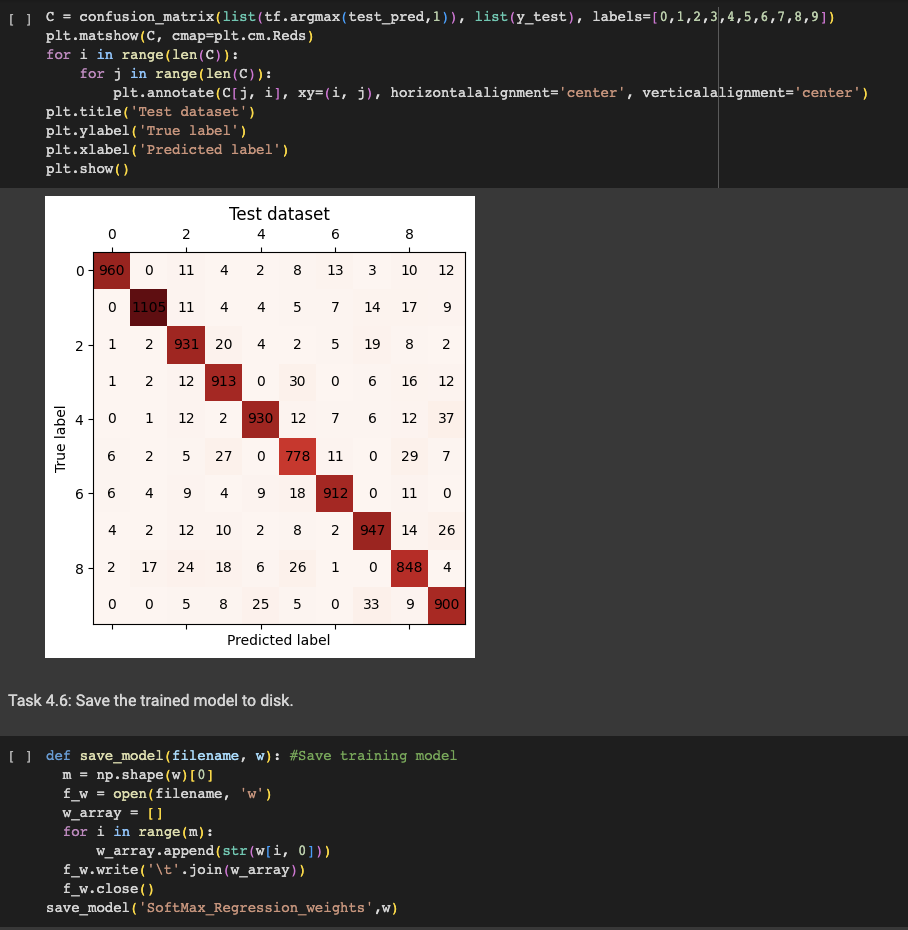 [ ] C = confusion_matrix(list(tf.argmax(test_pred,1)), list(y_test), labels=[0,1,2,3,4,5,6,7,8,9])
plt.matshow(C, cmap=plt.cm.Reds)
for i in range(len(C)):
    for j in range(len(C)):
        plt.annotate(C[j, i], xy=(i, j), horizontalalignment='center', verticalalignment='center')
plt.title('Test dataset')
plt.ylabel('True label')
plt.xlabel('Predicted label')
plt.show()
Test dataset
0 2 4 6 8
0 960 0 11 4 2 8 13 3 10 12
0 1105 11 4 4 5 7 14 17 9
2 1 2 931 20 4 2 5 19 8 2
1 2 12 913 0 30 0 6 16 12
4 0 1 12 2 930 12 7 6 12 37
6 2 5 27 0 778 11 0 29 7
6 6 4 9 4 9 18 912 0 11 0
4 2 12 10 2 8 2 947 14 26
8 2 17 24 18 6 26 1 0 848 4
0 0 5 8 25 5 0 33 9 900
True label
Predicted label
Task 4.6: Save the trained model to disk.
[ ] def save_model(filename, w): #Save training model
  m = np.shape(w)[0]
  f_w = open(filename, 'w')
  w_array = []
  for i in range(m):
      w_array.append(str(w[i, 0]))
  f_w.write('\t'.join(w_array))
  f_w.close()
save_model('SoftMax_Regression_weights',w)